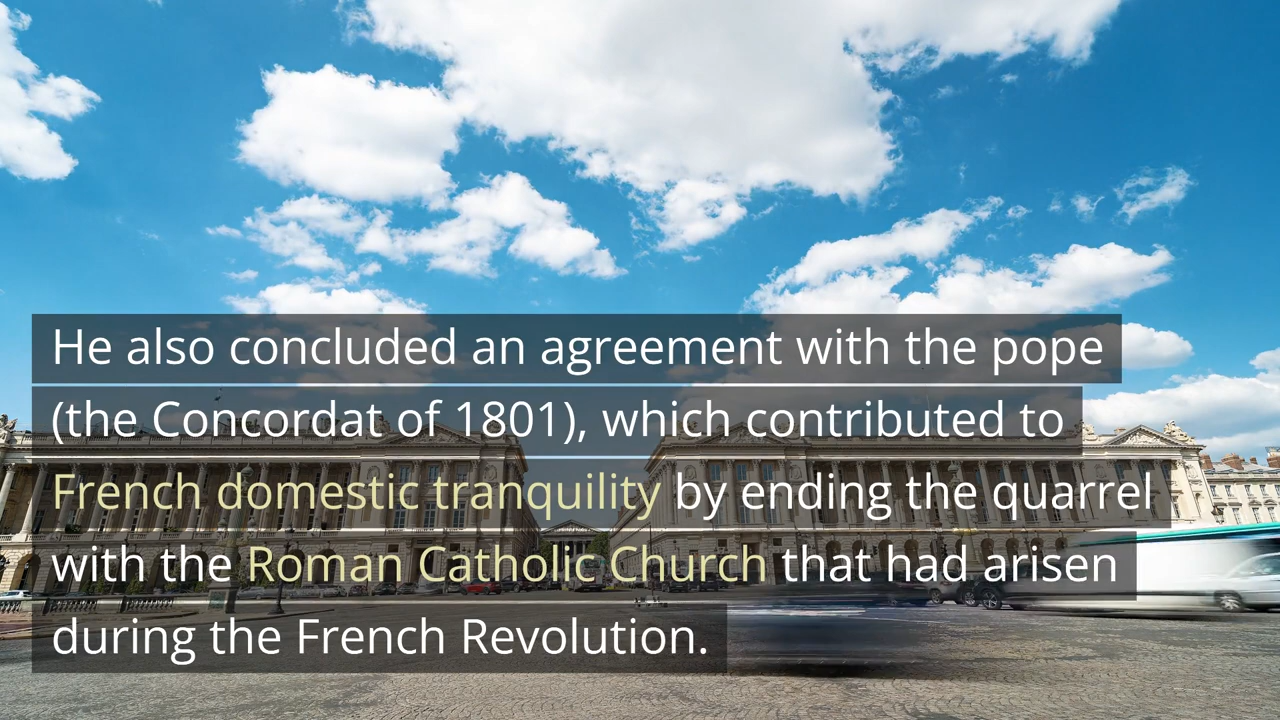 He also concluded an agreement with the pope
(the Concordat of 1801), which contributed to
French domestic tranquility by ending the quarrel
with the Roman Catholic Church that had arisen
during the French Revolution.